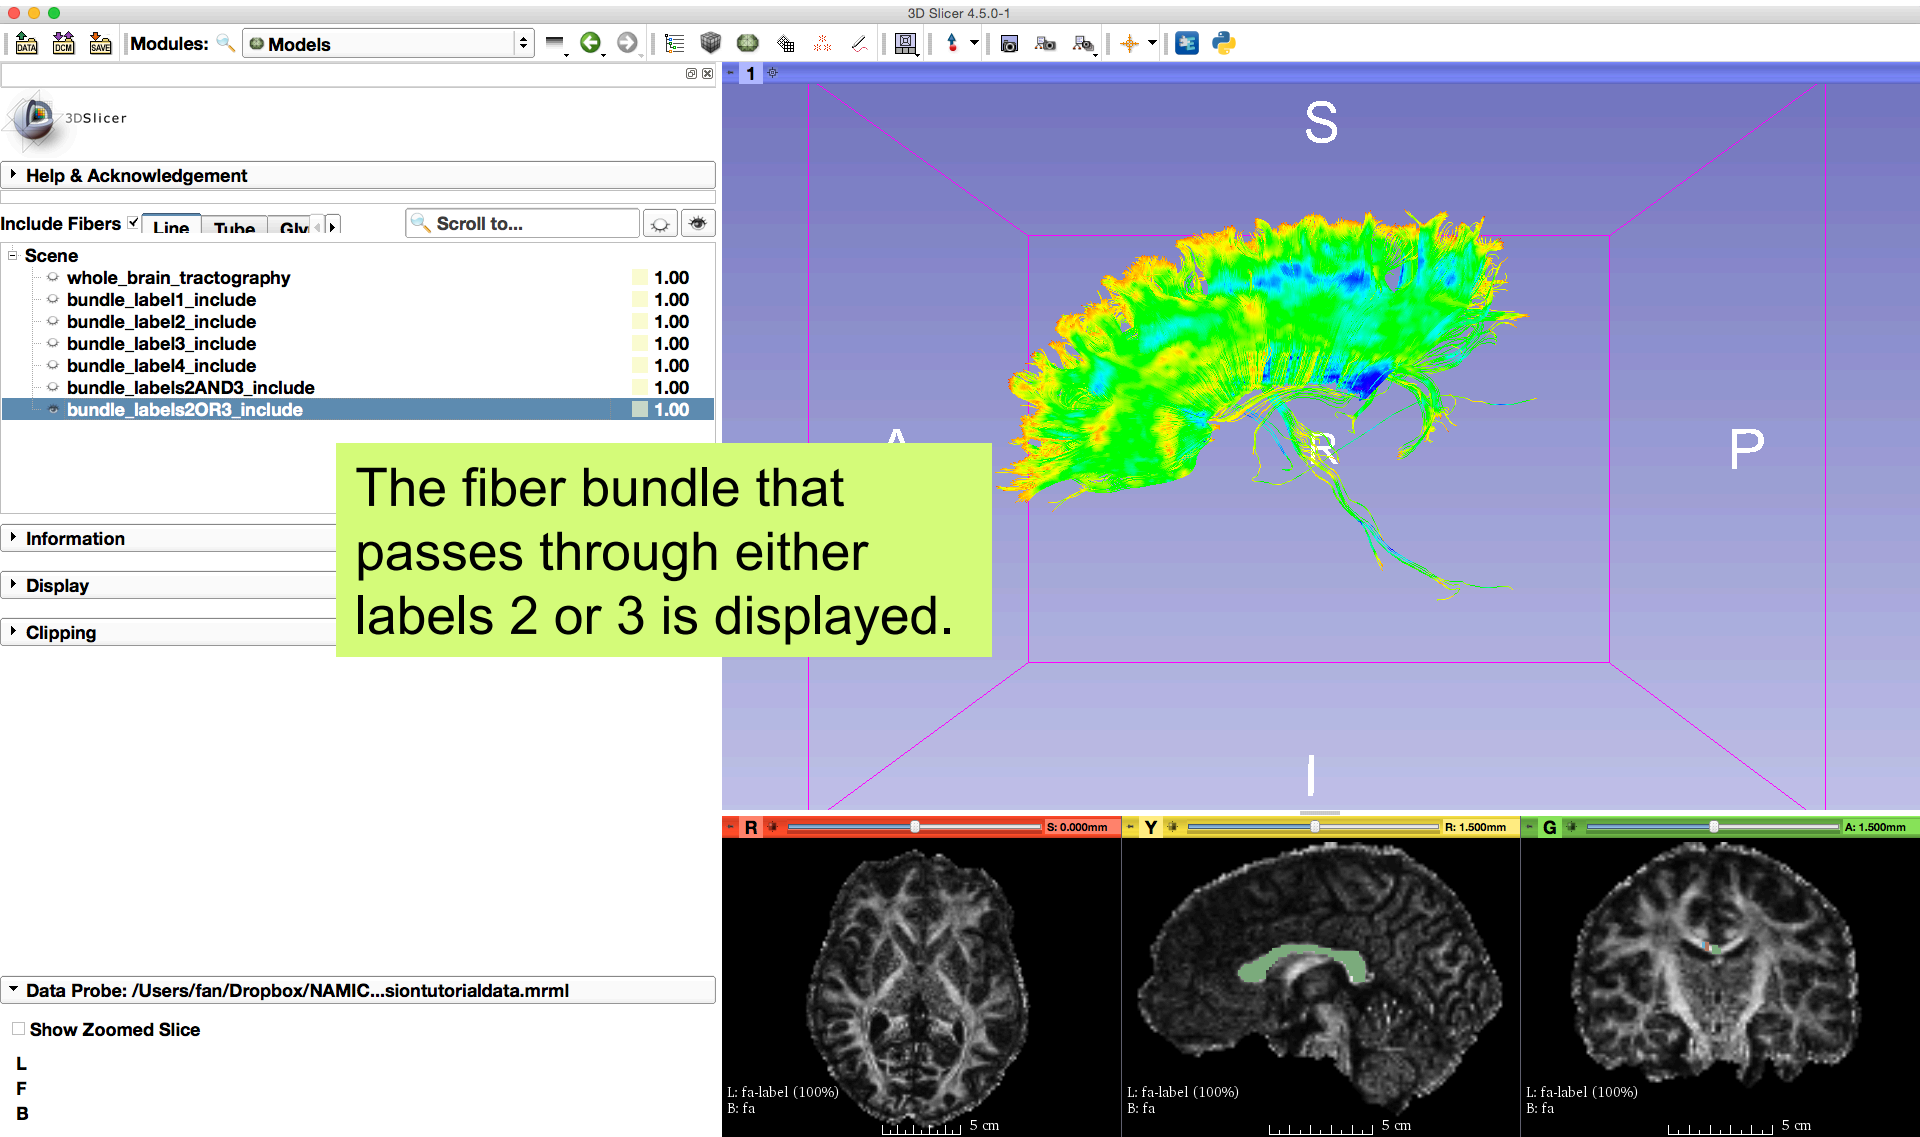 3D Slicer 4.5.0-1
DATA DCM SAVE Modules: Models
1
3DSlicer
Help & Acknowledgement
Include Fibers Line Tube Gly Scroll to...
Scene
whole_brain_tractography 1.00
bundle_label1_include 1.00
bundle_label2_include 1.00
bundle_label3_include 1.00
bundle_label4_include 1.00
bundle_labels2AND3_include 1.00
bundle_labels2OR3_include 1.00
Information
Display
Clipping
The fiber bundle that
passes through either
labels 2 or 3 is displayed.
S
A
R
P
I
R S: 0.000mm
Y R: 1.500mm
G A: 1.500mm
L: fa-label (100%)
B: fa
5 cm
L: fa-label (100%)
B: fa
5 cm
L: fa-label (100%)
B: fa
5 cm
Data Probe: /Users/fan/Dropbox/NAMIC...siontutorialdata.mrml
Show Zoomed Slice
L
F
B